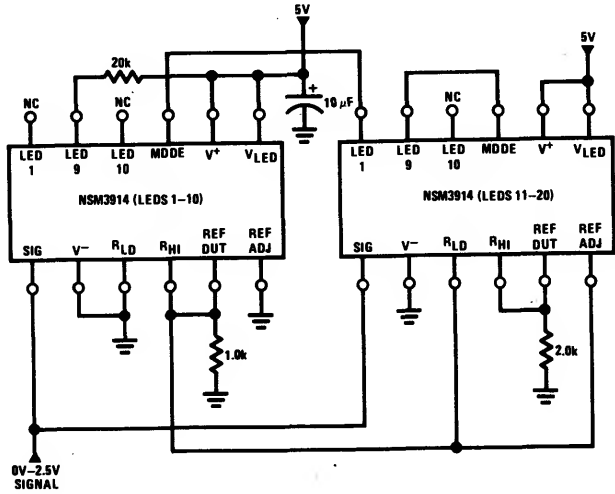 5V
20k
NC
NC
+
10 μF
LED 1
LED 9
LED 10
MDDE
V+
VLED
NSM3914 (LEDS 1–10)
SIG
V−
RLD
RHI
REF DUT
REF ADJ
1.0k
0V–2.5V
SIGNAL
5V
NC
LED 1
LED 9
LED 10
MDDE
V+
VLED
NSM3914 (LEDS 11–20)
SIG
V−
RLD
RHI
REF DUT
REF ADJ
2.0k